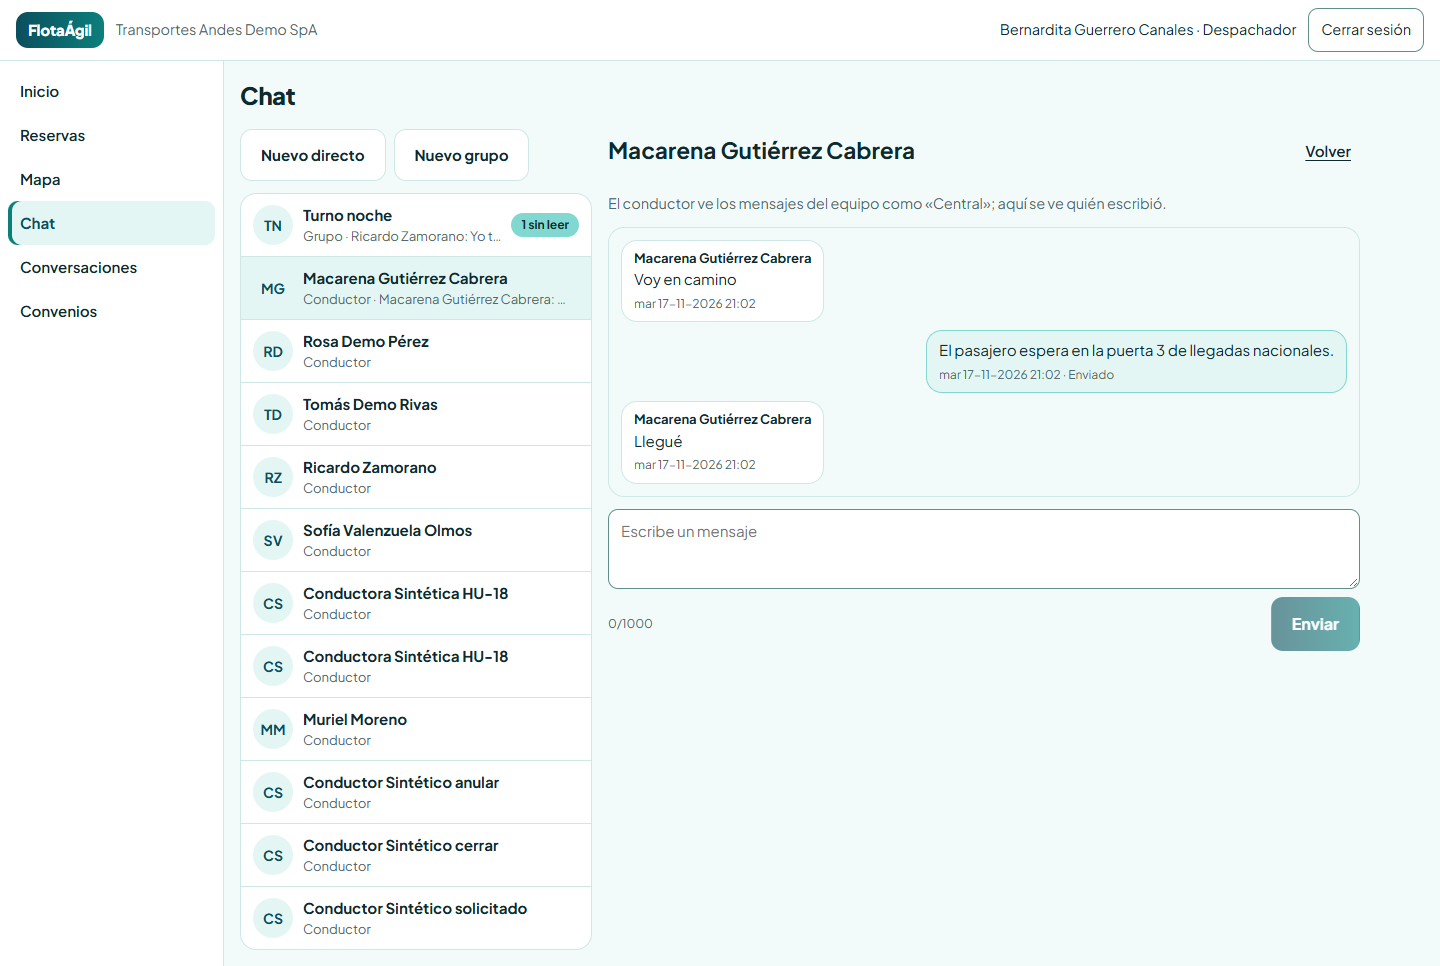 FlotaÁgil
Transportes Andes Demo SpA
Bernardita Guerrero Canales · Despachador
Cerrar sesión
Inicio
Reservas
Mapa
Chat
Conversaciones
Convenios
Chat
Nuevo directo
Nuevo grupo
TN
Turno noche
Grupo · Ricardo Zamorano: Yo t...
1 sin leer
MG
Macarena Gutiérrez Cabrera
Conductor · Macarena Gutiérrez Cabrera: ...
RD
Rosa Demo Pérez
Conductor
TD
Tomás Demo Rivas
Conductor
RZ
Ricardo Zamorano
Conductor
SV
Sofía Valenzuela Olmos
Conductor
CS
Conductora Sintética HU-18
Conductor
CS
Conductora Sintética HU-18
Conductor
MM
Muriel Moreno
Conductor
CS
Conductor Sintético anular
Conductor
CS
Conductor Sintético cerrar
Conductor
CS
Conductor Sintético solicitado
Conductor
Macarena Gutiérrez Cabrera
Volver
El conductor ve los mensajes del equipo como «Central»; aquí se ve quién escribió.
Macarena Gutiérrez Cabrera
Voy en camino
mar 17-11-2026 21:02
El pasajero espera en la puerta 3 de llegadas nacionales.
mar 17-11-2026 21:02 · Enviado
Macarena Gutiérrez Cabrera
Llegué
mar 17-11-2026 21:02
Escribe un mensaje
0/1000
Enviar